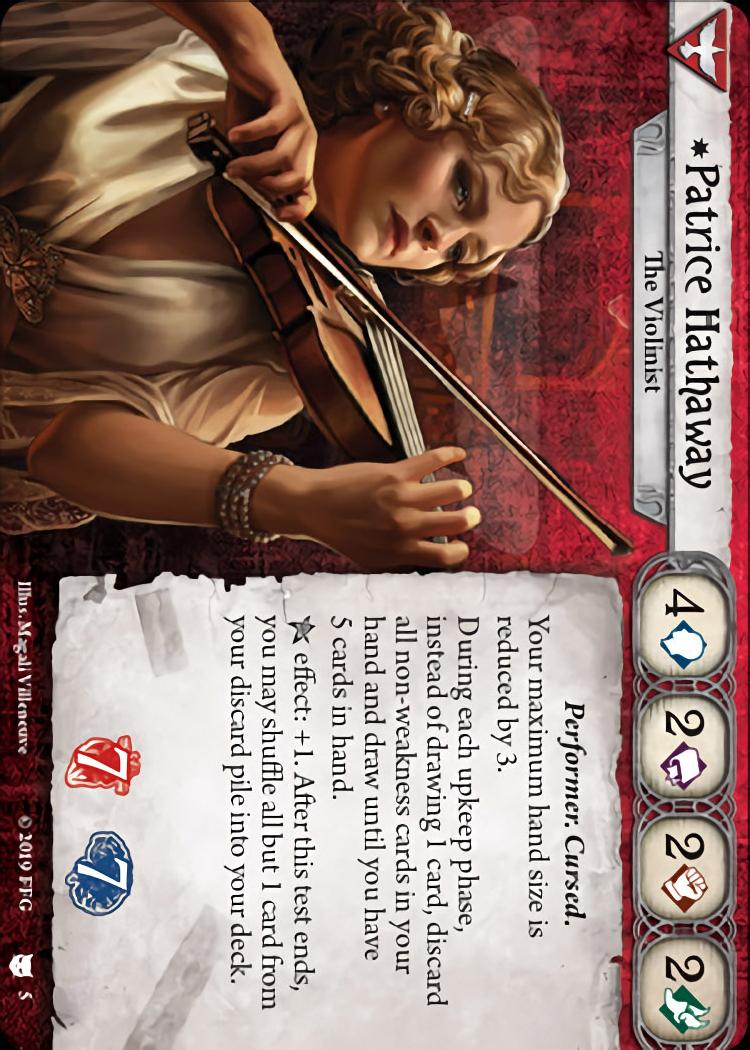 *Patrice Hathaway
The Violinist
4 2 2 2
Performer. Cursed.
Your maximum hand size is
reduced by 3.
During each upkeep phase,
instead of drawing 1 card, discard
all non-weakness cards in your
hand and draw until you have
5 cards in hand.
effect: +1. After this test ends,
you may shuffle all but 1 card from
your discard pile into your deck.
7 7
Illus. Magali Villeneuve
© 2019 FFG
5